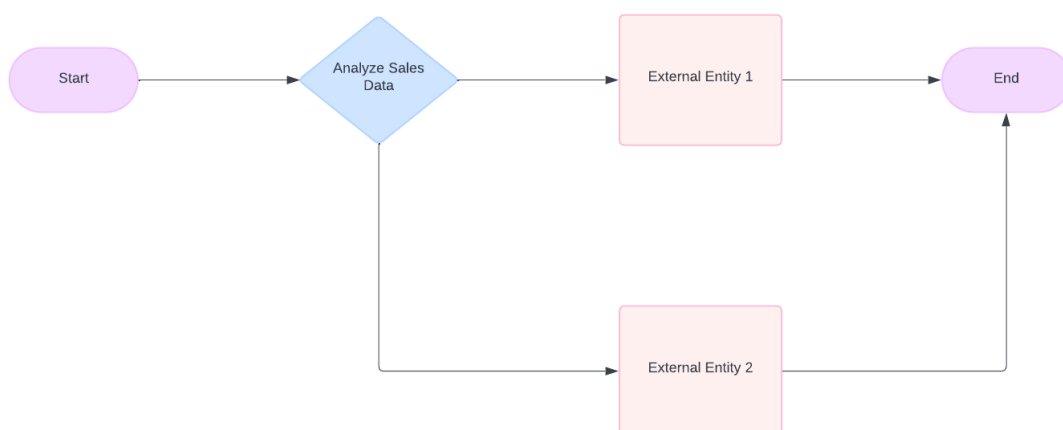 Start
Analyze Sales
Data
External Entity 1
End
External Entity 2